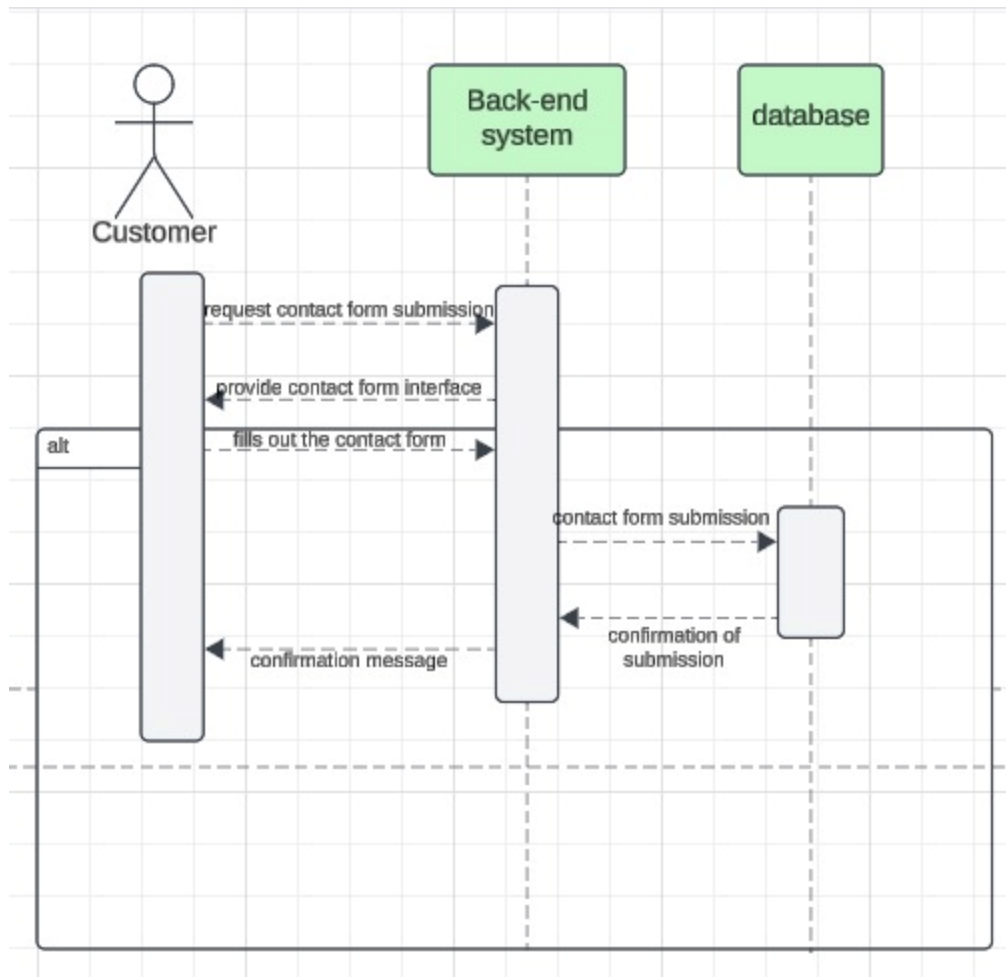 Back-end
system
database
Customer
request contact form submission
provide contact form interface
fills out the contact form
alt
contact form submission
confirmation of
submission
confirmation message